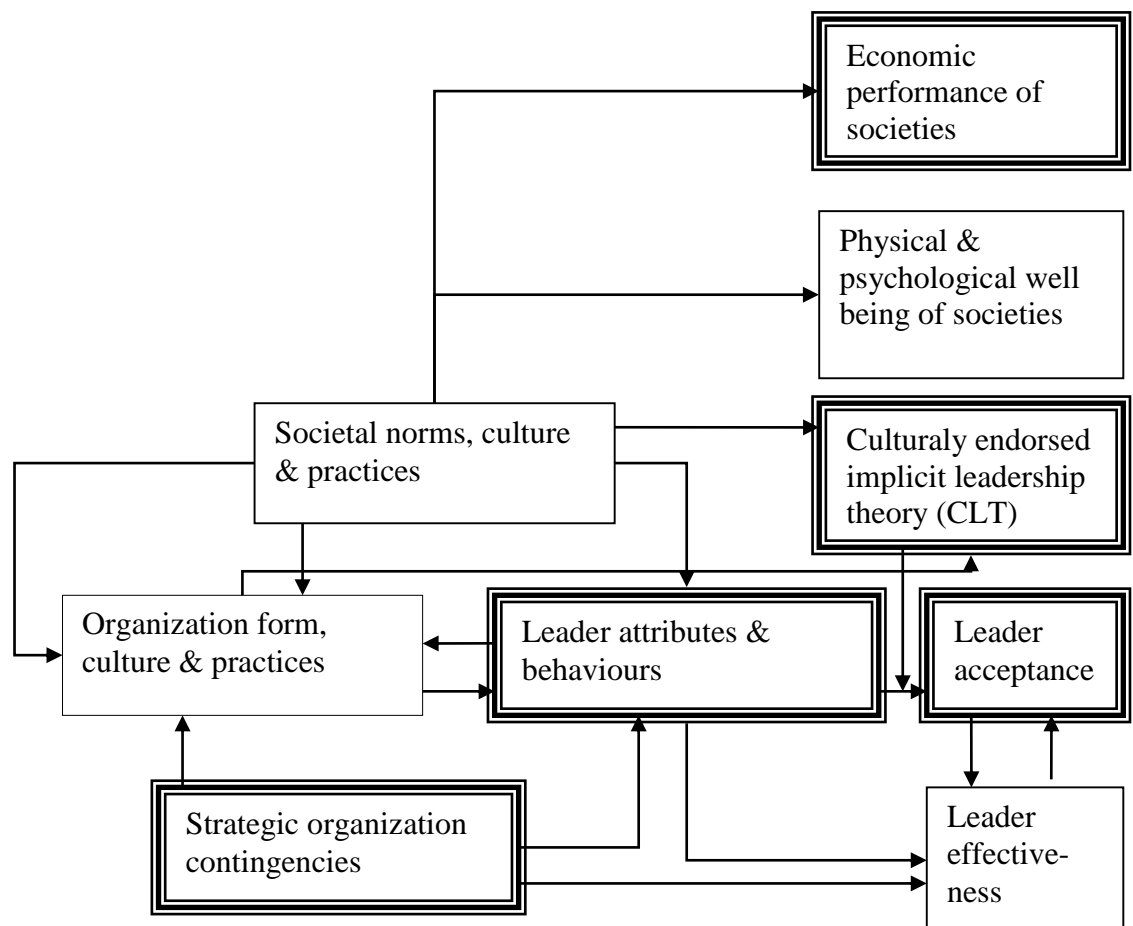 Economic
performance of
societies
Physical &
psychological well
being of societies
Societal norms, culture
& practices
Culturaly endorsed
implicit leadership
theory (CLT)
Organization form,
culture & practices
Leader attributes &
behaviours
Leader
acceptance
Strategic organization
contingencies
Leader
effective-
ness